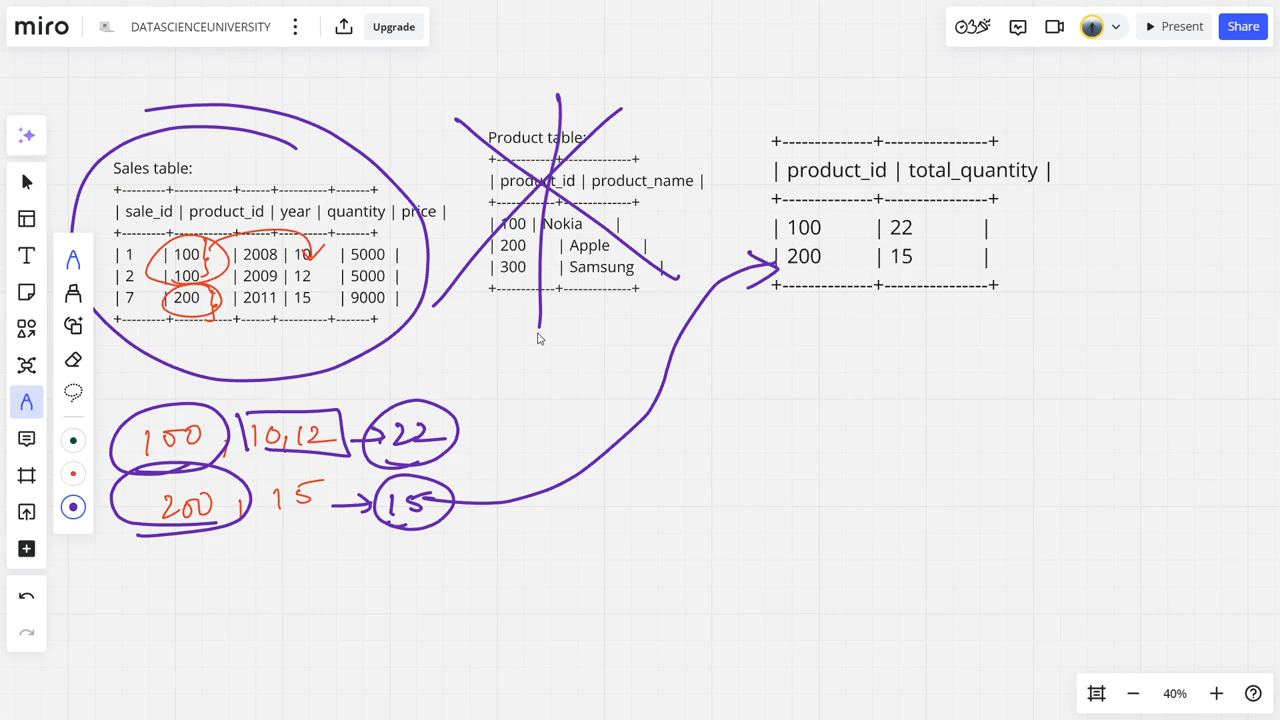 miro
DATASCIENCEUNIVERSITY
Upgrade
Present
Share
Sales table:
+--------+------------+------+----------+-------+
| sale_id | product_id | year | quantity | price |
+--------+------------+------+----------+-------+
| 1 | 100 | 2008 | 10 | 5000 |
| 2 | 100 | 2009 | 12 | 5000 |
| 7 | 200 | 2011 | 15 | 9000 |
+--------+------------+------+----------+-------+
Product table:
+------------+--------------+
| product_id | product_name |
+------------+--------------+
| 100 | Nokia |
| 200 | Apple |
| 300 | Samsung |
+------------+--------------+
+--------------+----------------+
| product_id | total_quantity |
+--------------+----------------+
| 100 | 22 |
| 200 | 15 |
+--------------+----------------+
100, 10,12 → 22
200, 15 → 15
40%